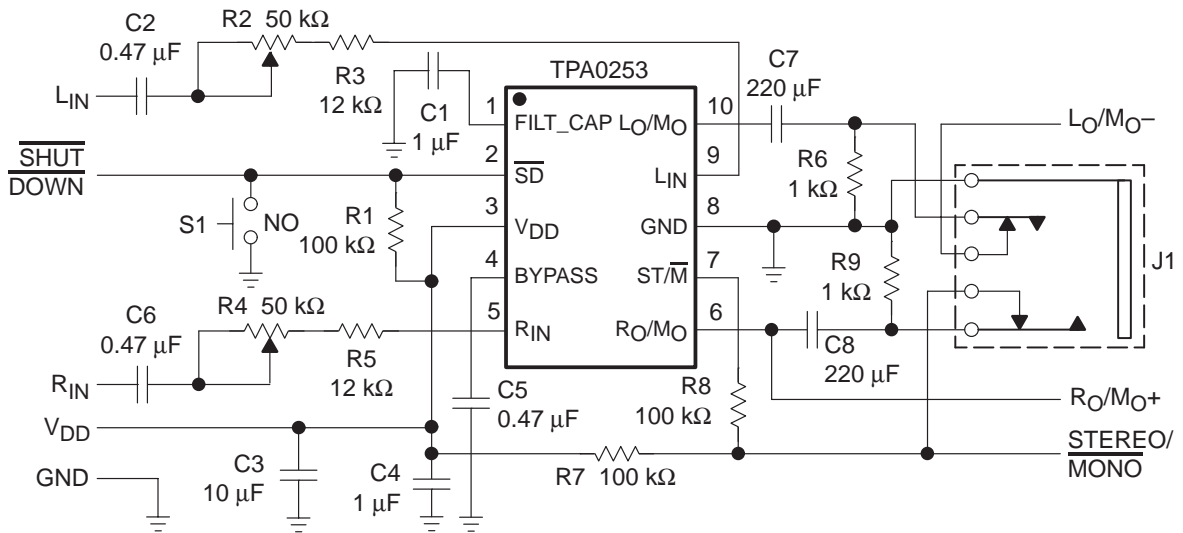 C2
0.47 μF
R2 50 kΩ
R3
12 kΩ
L_IN
C1
1 μF
TPA0253
1
FILT_CAP
2
SD
3
V_DD
4
BYPASS
5
R_IN
10
L_O/M_O
9
L_IN
8
GND
7
ST/M
6
R_O/M_O
C7
220 μF
R6
1 kΩ
L_O/M_O–
SHUT
DOWN
S1
NO
R1
100 kΩ
R9
1 kΩ
J1
C6
0.47 μF
R4 50 kΩ
R5
12 kΩ
R_IN
C5
0.47 μF
R8
100 kΩ
C8
220 μF
R_O/M_O+
V_DD
GND
C3
10 μF
C4
1 μF
R7 100 kΩ
STEREO/
MONO